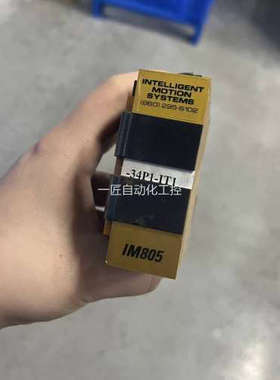 INTELLIGENT
MOTION
SYSTEMS
(860) 295-6102
-34P1-IT1
一匠自动化工控
IM805